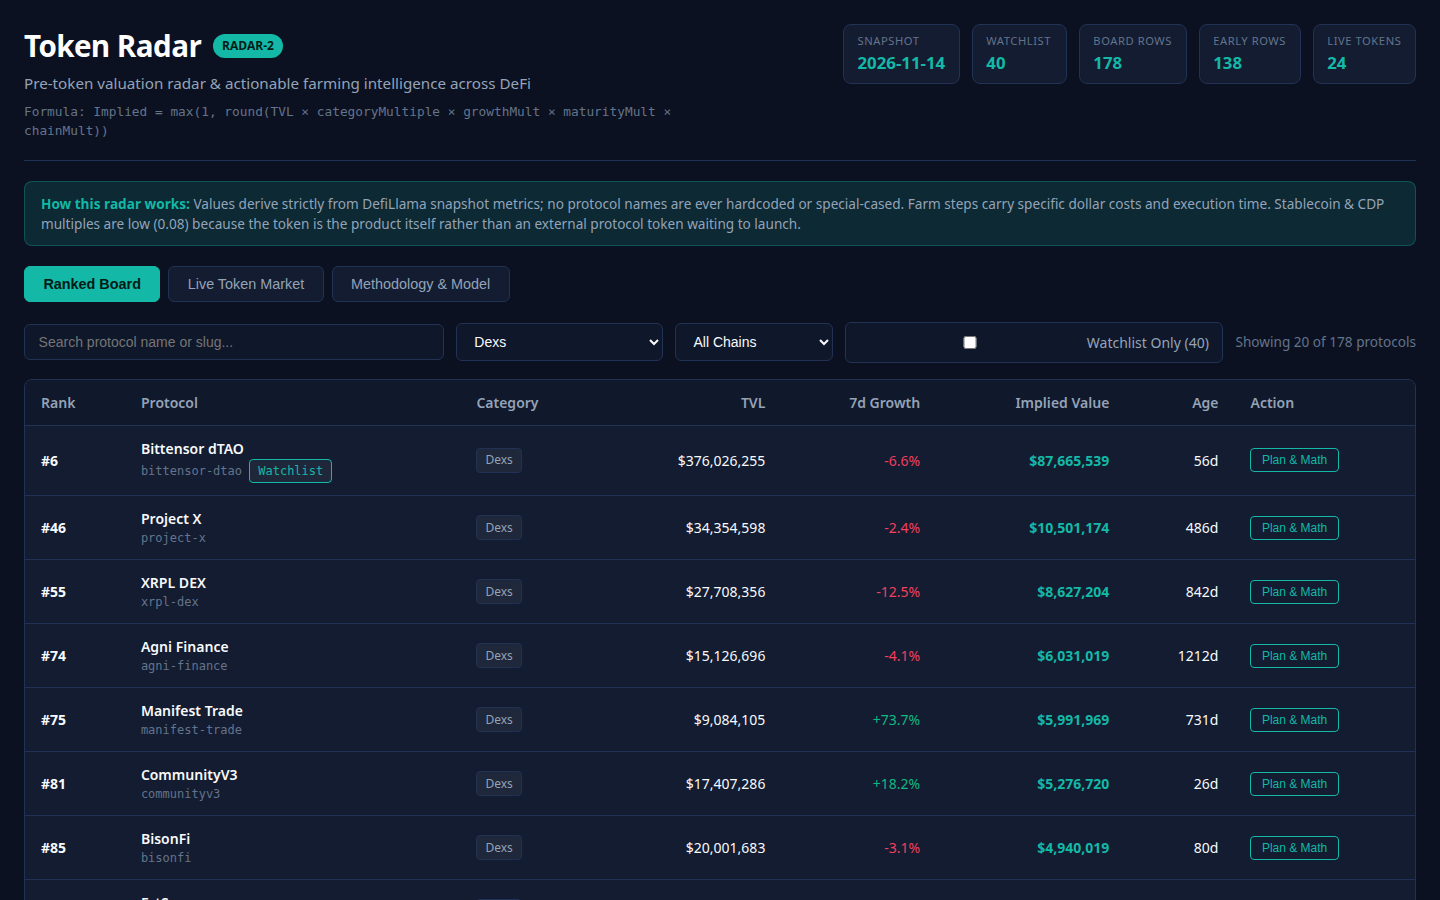 Token Radar RADAR-2
Pre-token valuation radar & actionable farming intelligence across DeFi
Formula: Implied = max(1, round(TVL × categoryMultiple × growthMult × maturityMult ×
chainMult))
SNAPSHOT
2026-11-14
WATCHLIST
40
BOARD ROWS
178
EARLY ROWS
138
LIVE TOKENS
24
How this radar works: Values derive strictly from DefiLlama snapshot metrics; no protocol names are ever hardcoded or special-cased. Farm steps carry specific dollar costs and execution time. Stablecoin & CDP
multiples are low (0.08) because the token is the product itself rather than an external protocol token waiting to launch.
Ranked Board Live Token Market Methodology & Model
Search protocol name or slug... Dexs All Chains Watchlist Only (40) Showing 20 of 178 protocols
Rank Protocol Category TVL 7d Growth Implied Value Age Action
#6 Bittensor dTAO Dexs $376,026,255 -6.6% $87,665,539 56d Plan & Math
bittensor-dtao Watchlist
#46 Project X Dexs $34,354,598 -2.4% $10,501,174 486d Plan & Math
project-x
#55 XRPL DEX Dexs $27,708,356 -12.5% $8,627,204 842d Plan & Math
xrpl-dex
#74 Agni Finance Dexs $15,126,696 -4.1% $6,031,019 1212d Plan & Math
agni-finance
#75 Manifest Trade Dexs $9,084,105 +73.7% $5,991,969 731d Plan & Math
manifest-trade
#81 CommunityV3 Dexs $17,407,286 +18.2% $5,276,720 26d Plan & Math
communityv3
#85 BisonFi Dexs $20,001,683 -3.1% $4,940,019 80d Plan & Math
bisonfi